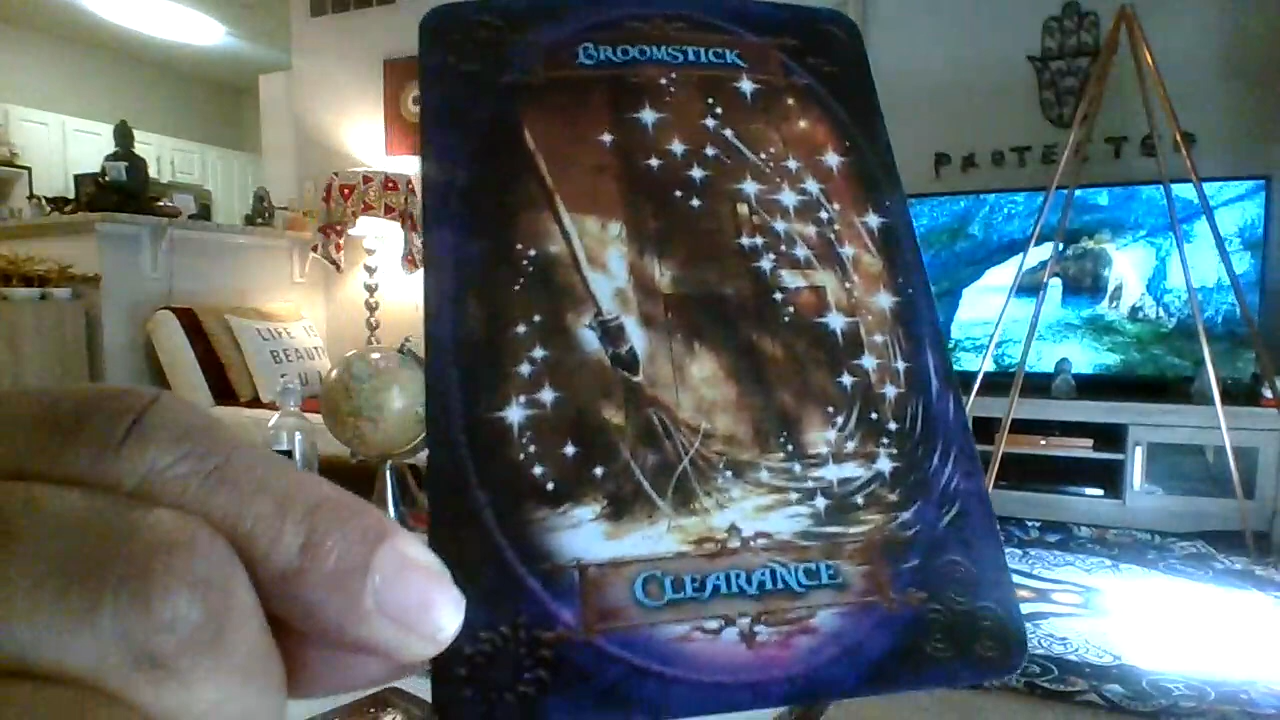 BROOMSTICK
CLEARANCE
PROTECTED
LIFE IS
BEAUTI